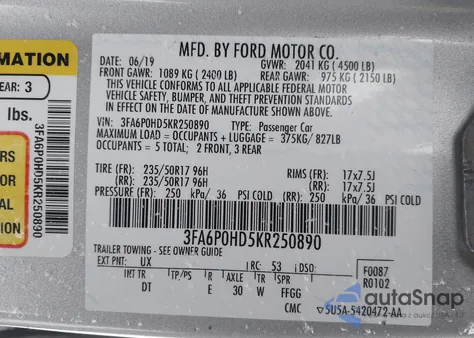 MFD. BY FORD MOTOR CO.
DATE: 06/19 GVWR: 2041 KG ( 4500 LB)
FRONT GAWR: 1089 KG ( 2400 LB) REAR GAWR: 975 KG ( 2150 LB)
THIS VEHICLE CONFORMS TO ALL APPLICABLE FEDERAL MOTOR
VEHICLE SAFETY, BUMPER, AND THEFT PREVENTION STANDARDS
IN EFFECT ON THE DATE OF MANUFACTURE SHOWN ABOVE.
VIN: 3FA6P0HD5KR250890 TYPE: Passenger Car
MAXIMUM LOAD = OCCUPANTS + LUGGAGE = 375KG/ 827LB
OCCUPANTS = 5 TOTAL; 2 FRONT, 3 REAR
TIRE (FR): 235/50R17 96H RIMS (FR): 17x7.5J
(RR): 235/50R17 96H (RR): 17x7.5J
PRESSURE (FR): 250 kPa/ 36 PSI COLD (RR): 250 kPa/ 36 PSI COLD
3FA6P0HD5KR250890
TRAILER TOWING - SEE OWNER GUIDE
EXT PNT: UX RC: 53 DSO: F0087
INT TR TP/PS R AXLE TR SPR R0102
DT E 30 W FFGG
CMC ▽5U5A-5420472-AA
MATION
EAR: 3
lbs.
3FA6P0HD5KR250890
ERS
OR
ION
autoSnap